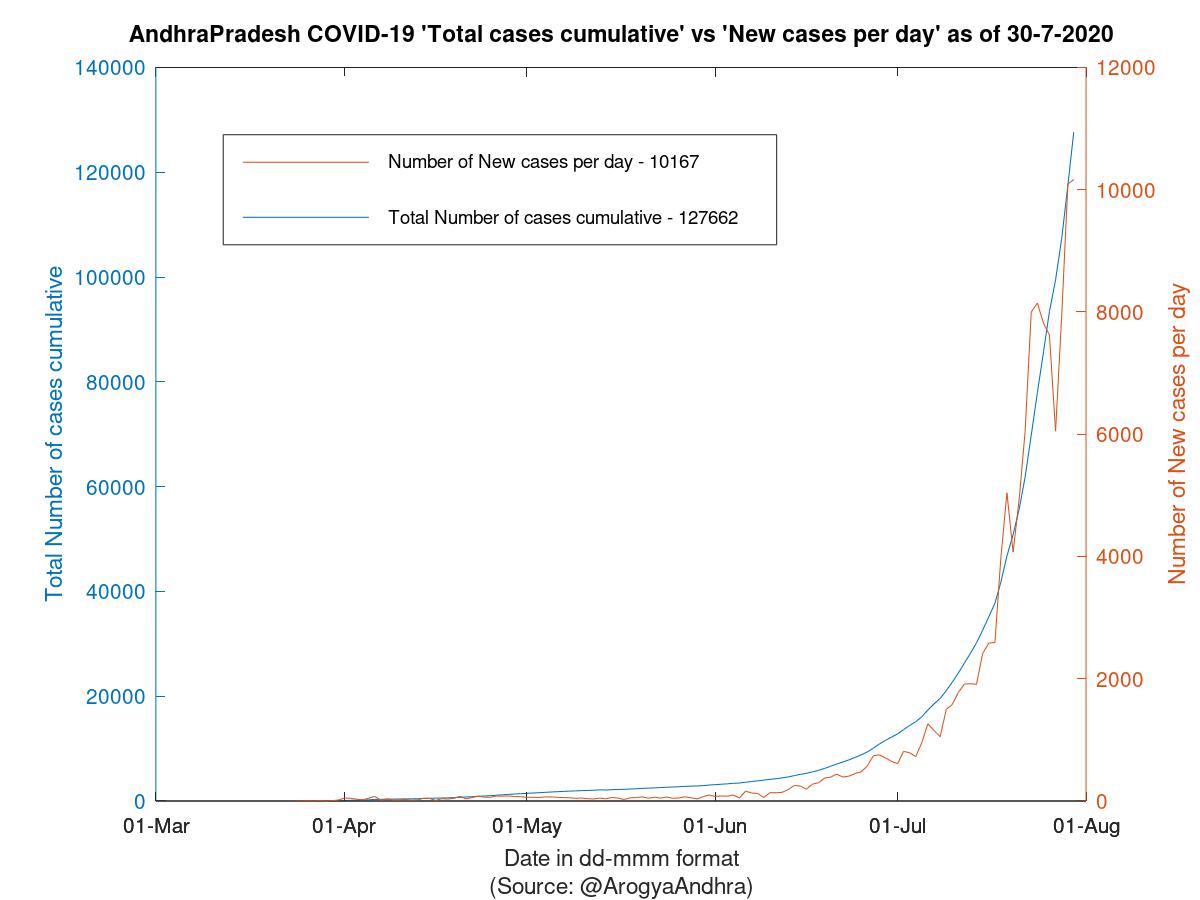 AndhraPradesh COVID-19 'Total cases cumulative' vs 'New cases per day' as of 30-7-2020
140000
120000
100000
80000
60000
40000
20000
0
Total Number of cases cumulative
Number of New cases per day - 10167
Total Number of cases cumulative - 127662
12000
10000
8000
6000
4000
2000
0
Number of New cases per day
01-Mar 01-Apr 01-May 01-Jun 01-Jul 01-Aug
Date in dd-mmm format
(Source: @ArogyaAndhra)